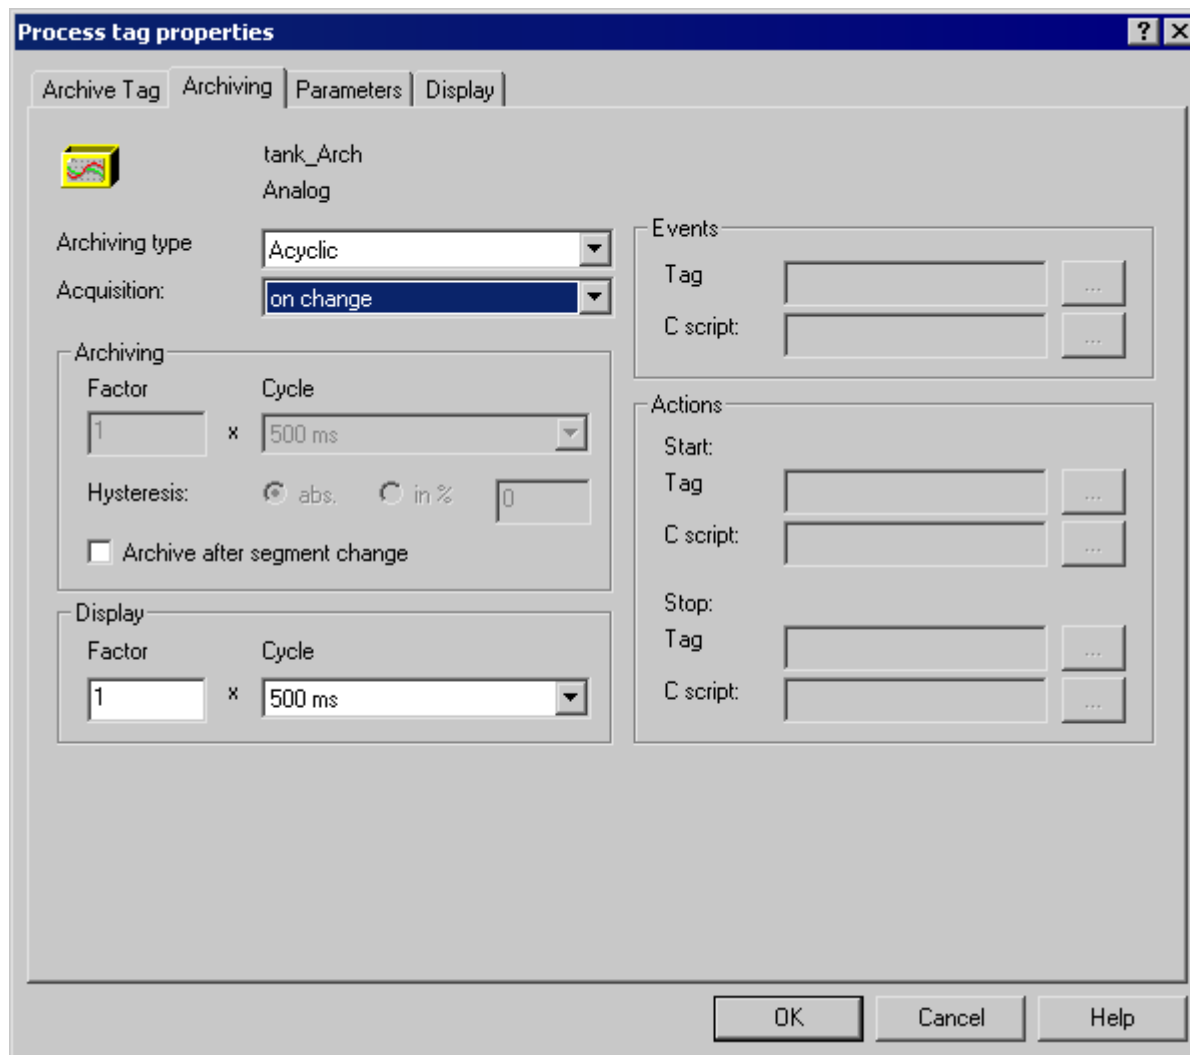 Process tag properties
Archive Tag Archiving Parameters Display
tank_Arch
Analog
Archiving type Acyclic
Acquisition: on change
Archiving
Factor Cycle
1 x 500 ms
Hysteresis: abs. in % 0
Archive after segment change
Display
Factor Cycle
1 x 500 ms
Events
Tag ...
C script: ...
Actions
Start:
Tag ...
C script: ...
Stop:
Tag ...
C script: ...
OK Cancel Help